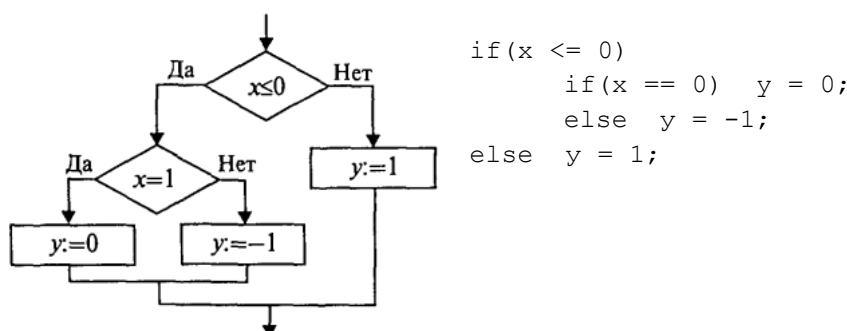 Да
x≤0
Нет
Да
x=1
Нет
y:=1
y:=0
y:=−1
if(x <= 0)
if(x == 0) y = 0;
else y = -1;
else y = 1;